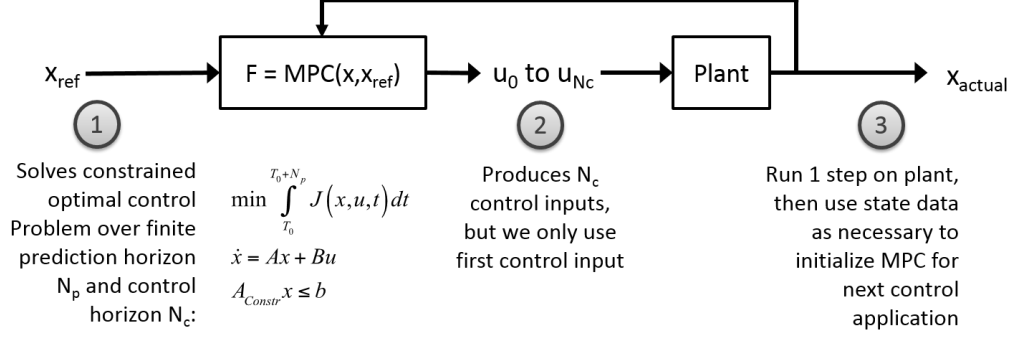 x_ref
F = MPC(x,x_ref)
u_0 to u_Nc
Plant
x_actual
1
Solves constrained
optimal control
Problem over finite
prediction horizon
N_p and control
horizon N_c:
min ∫_{T_0}^{T_0+N_p} J(x,u,t)dt
ẋ = Ax + Bu
A_Constr x ≤ b
2
Produces N_c
control inputs,
but we only use
first control input
3
Run 1 step on plant,
then use state data
as necessary to
initialize MPC for
next control
application